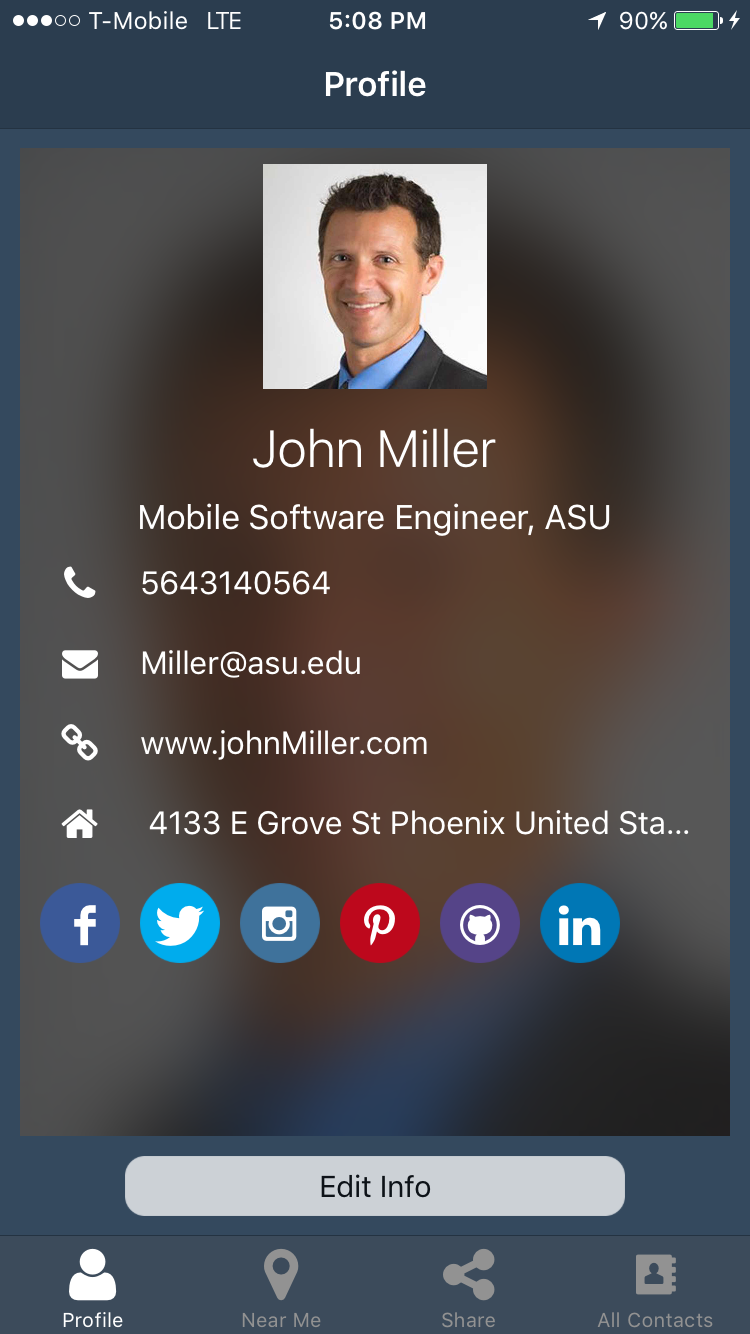 T-Mobile LTE 5:08 PM 90%
Profile
John Miller
Mobile Software Engineer, ASU
5643140564
Miller@asu.edu
www.johnMiller.com
4133 E Grove St Phoenix United Sta...
Edit Info
Profile Near Me Share All Contacts